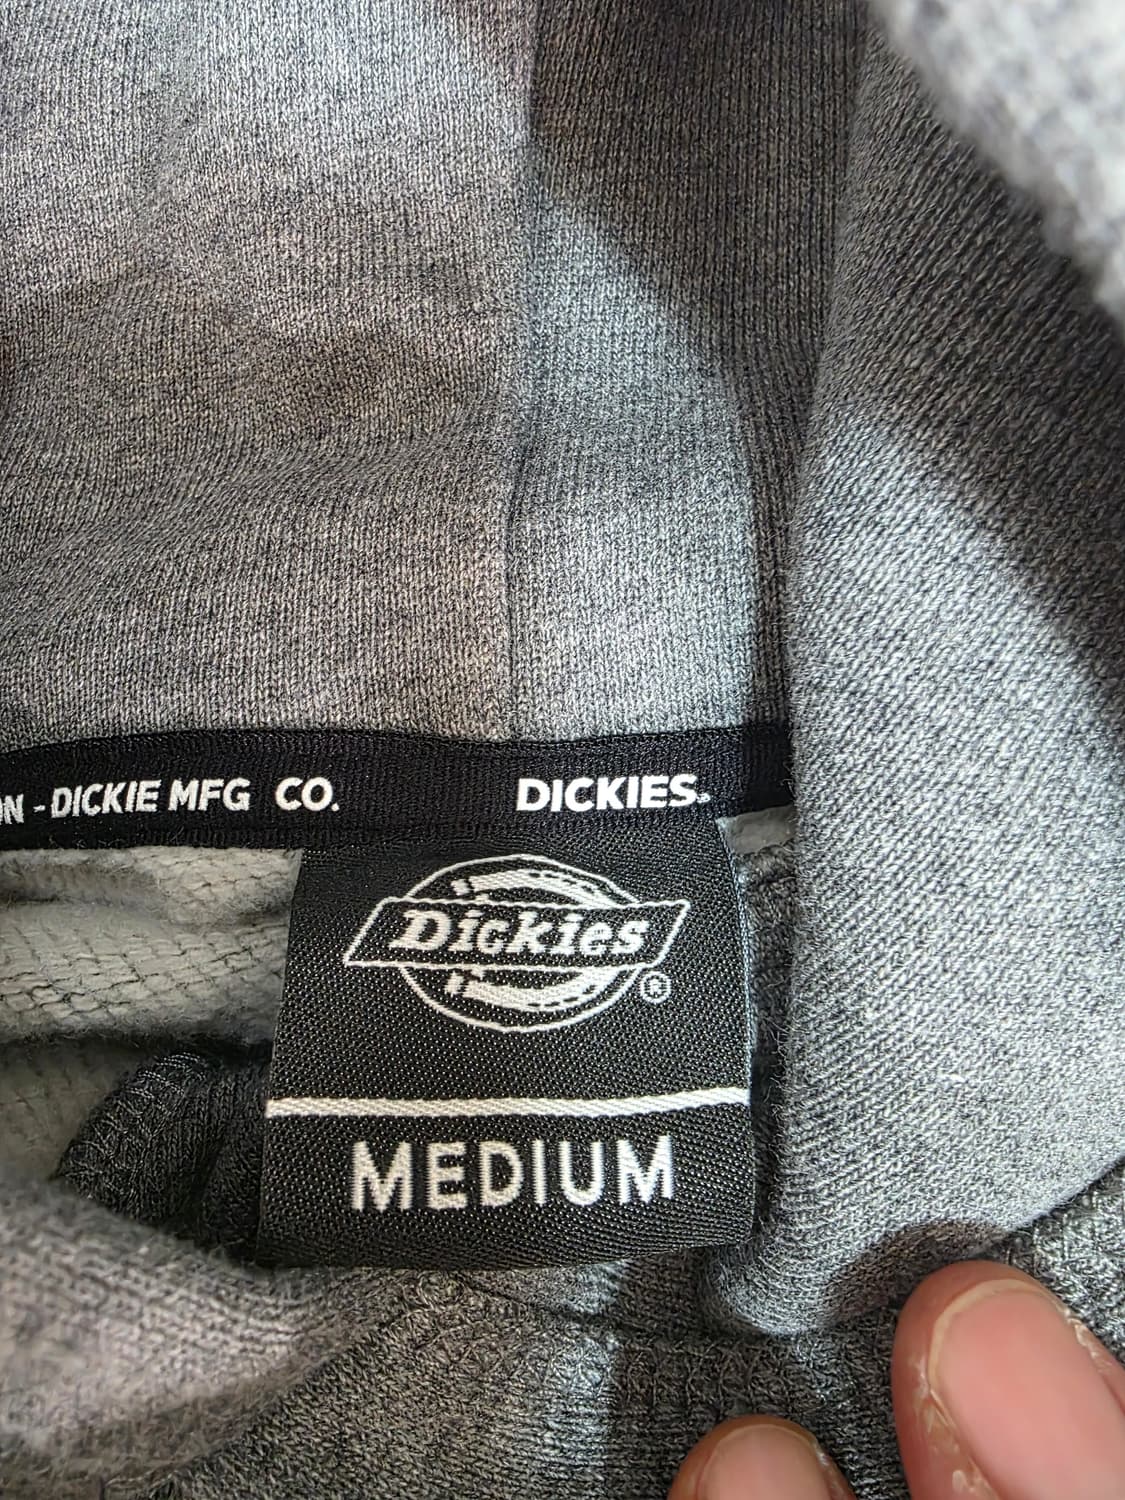 - DICKIE MFG CO. DICKIES.
Dickies
®
MEDIUM